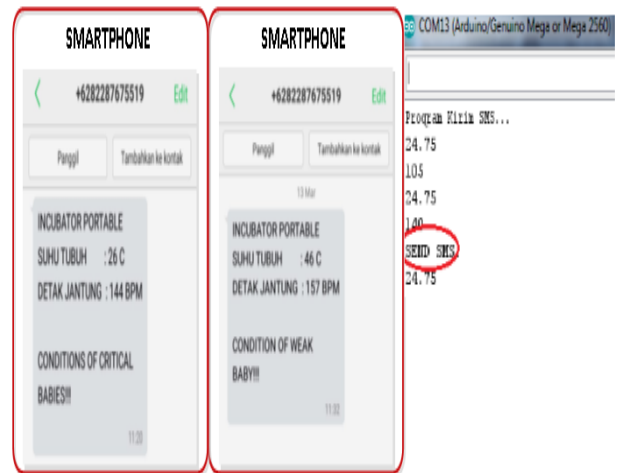 SMARTPHONE
+6282287675519 Edit
Panggil Tambahkan ke kontak
INCUBATOR PORTABLE
SUHU TUBUH : 26 C
DETAK JANTUNG : 144 BPM
CONDITIONS OF CRITICAL
BABIES!!!
11:20
SMARTPHONE
+6282287675519 Edit
Panggil Tambahkan ke kontak
13 Mar
INCUBATOR PORTABLE
SUHU TUBUH : 46 C
DETAK JANTUNG : 157 BPM
CONDITION OF WEAK
BABY!!!
11:32
COM13 (Arduino/Genuino Mega or Mega 2560)
Program Kirim SMS...
24.75
105
24.75
140
SEND SMS
24.75